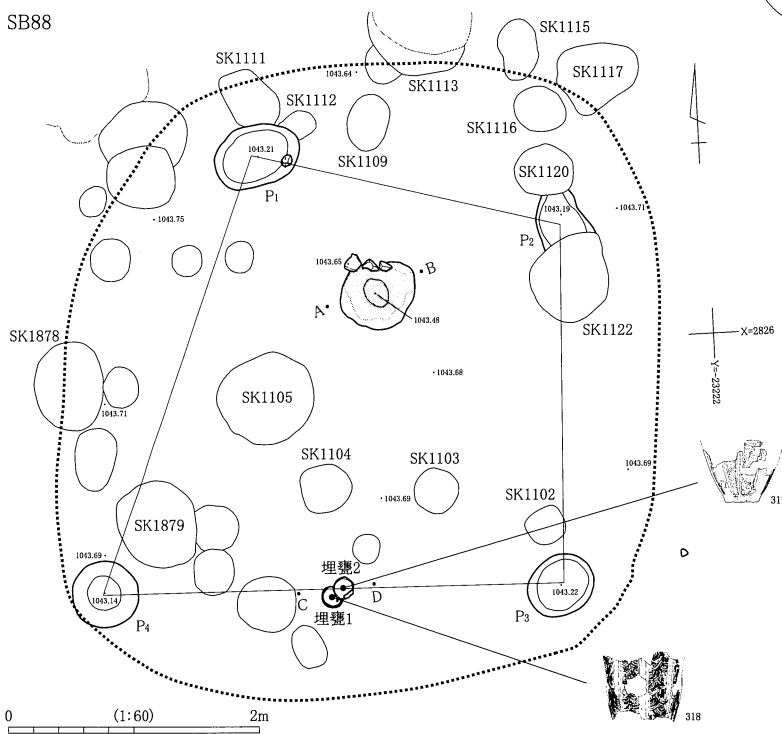 SB88
SK1115
SK1111
1043.64
SK1113
SK1117
SK1112
SK1116
SK1109
1043.21
SK1120
P1
1043.19
1043.71
1043.75
P2
1043.65
B
A
1043.48
SK1122
X=2826
SK1878
Y=-23222
1043.68
SK1105
1043.71
SK1104
SK1103
1043.69
1043.69
SK1102
SK1879
31
1043.69
埋甕2
1043.14
C
D
1043.22
埋甕1
P4
P3
0 (1:60) 2m
318